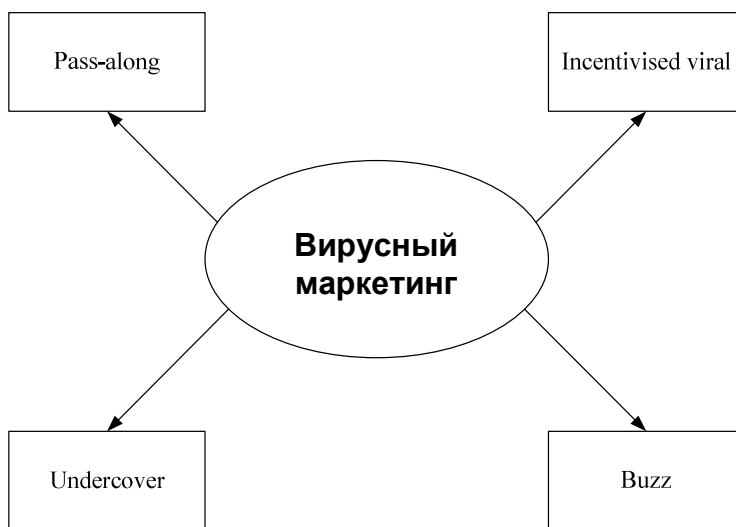 Pass-along
Incentivised viral
Вирусный
маркетинг
Undercover
Buzz